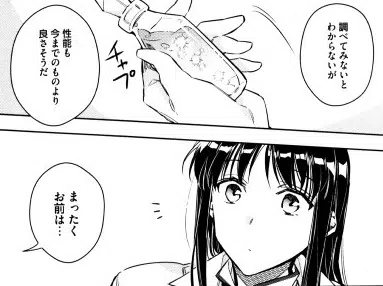 調べてみないと
わからないが
性能も
今までのものより
良さそうだ
チャプ
まったく
お前は…